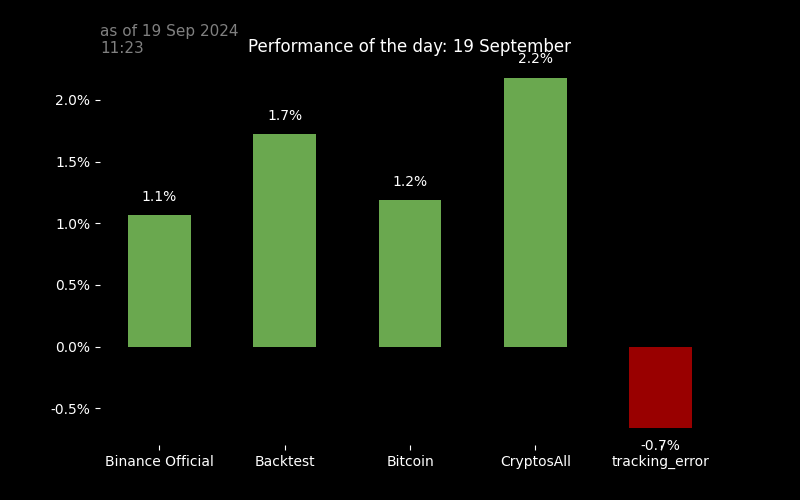 as of 19 Sep 2024
11:23
Performance of the day: 19 September
2.2%
2.0%
1.7%
1.5%
1.2%
1.1%
1.0%
0.5%
0.0%
-0.5%
-0.7%
Binance Official
Backtest
Bitcoin
CryptosAll
tracking_error